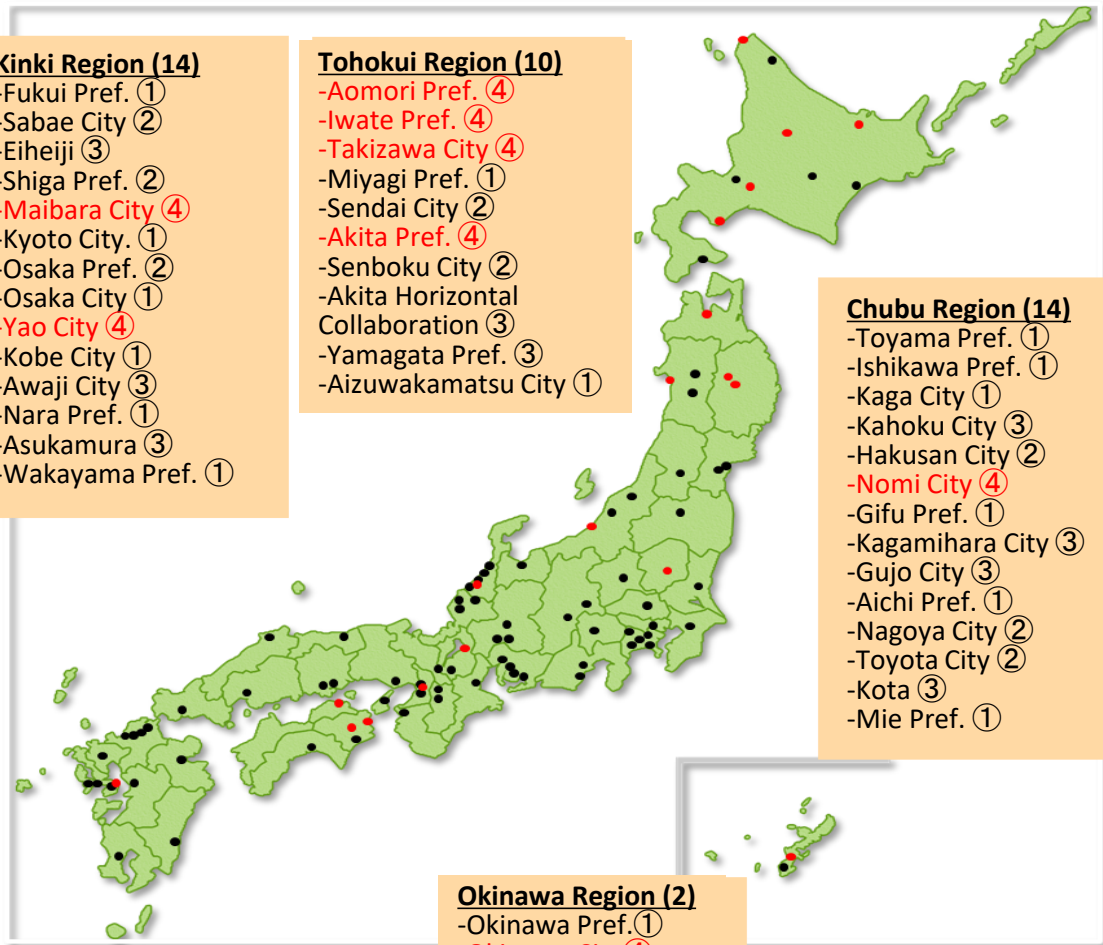 Kinki Region (14)
-Fukui Pref. ①
-Sabae City ②
-Eiheiji ③
-Shiga Pref. ②
-Maibara City ④
-Kyoto City. ①
-Osaka Pref. ②
-Osaka City ①
-Yao City ④
-Kobe City ①
-Awaji City ③
-Nara Pref. ①
-Asukamura ③
-Wakayama Pref. ①
Tohokui Region (10)
-Aomori Pref. ④
-Iwate Pref. ④
-Takizawa City ④
-Miyagi Pref. ①
-Sendai City ②
-Akita Pref. ④
-Senboku City ②
-Akita Horizontal
Collaboration ③
-Yamagata Pref. ③
-Aizuwakamatsu City ①
Chubu Region (14)
-Toyama Pref. ①
-Ishikawa Pref. ①
-Kaga City ①
-Kahoku City ③
-Hakusan City ②
-Nomi City ④
-Gifu Pref. ①
-Kagamihara City ③
-Gujo City ③
-Aichi Pref. ①
-Nagoya City ②
-Toyota City ②
-Kota ③
-Mie Pref. ①
Okinawa Region (2)
-Okinawa Pref.①